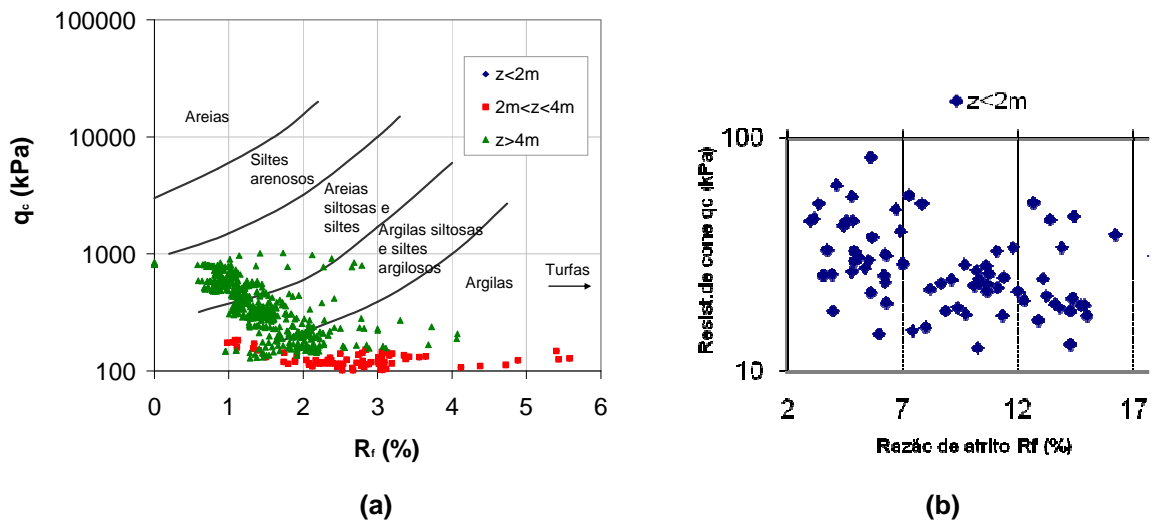 100000
10000
1000
100
qc (kPa)
0 1 2 3 4 5 6
Rf (%)
z<2m
2m<z<4m
z>4m
Areias
Siltes
arenosos
Areias
siltosas e
siltes
Argilas siltosas
e siltes
argilosos
Argilas
Turfas
(a)
z<2m
100
10
Resist.de cone qc (kPa)
2 7 12 17
Razão de atrito Rf (%)
(b)